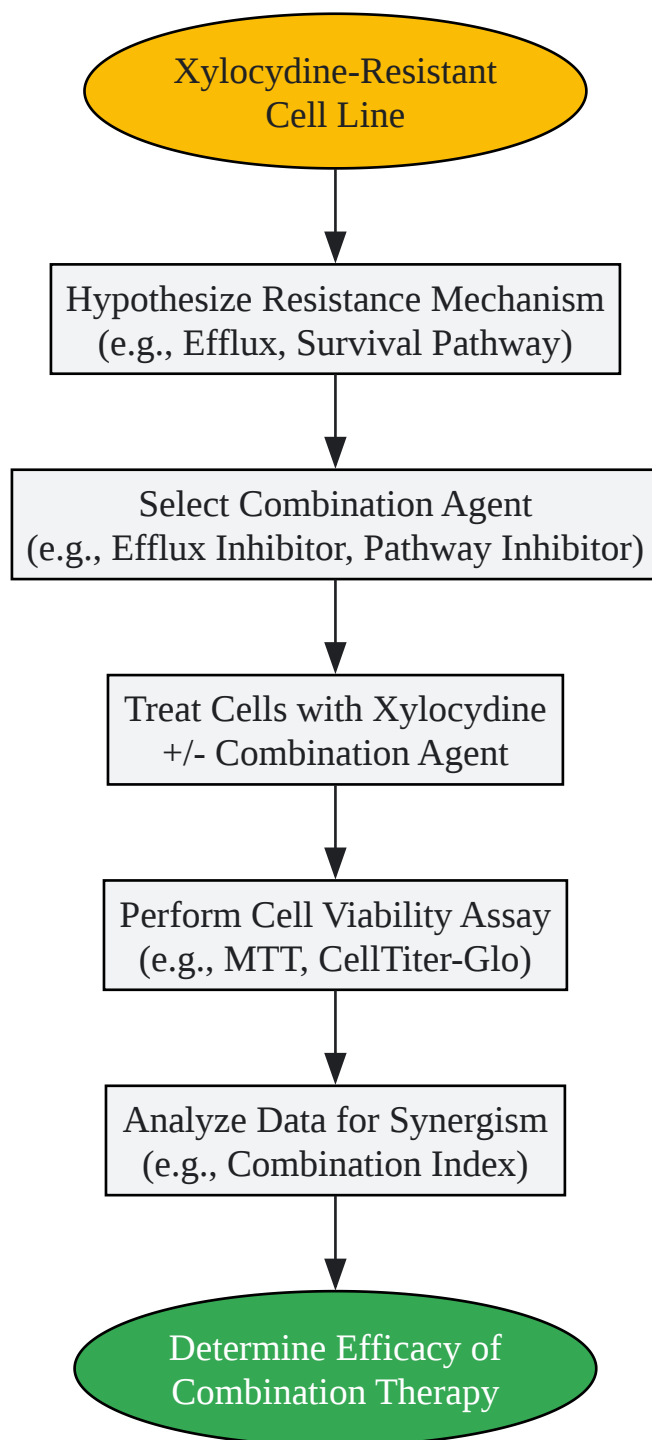 Xylocydine-Resistant
Cell Line
Hypothesize Resistance Mechanism
(e.g., Efflux, Survival Pathway)
Select Combination Agent
(e.g., Efflux Inhibitor, Pathway Inhibitor)
Treat Cells with Xylocydine
+/- Combination Agent
Perform Cell Viability Assay
(e.g., MTT, CellTiter-Glo)
Analyze Data for Synergism
(e.g., Combination Index)
Determine Efficacy of
Combination Therapy